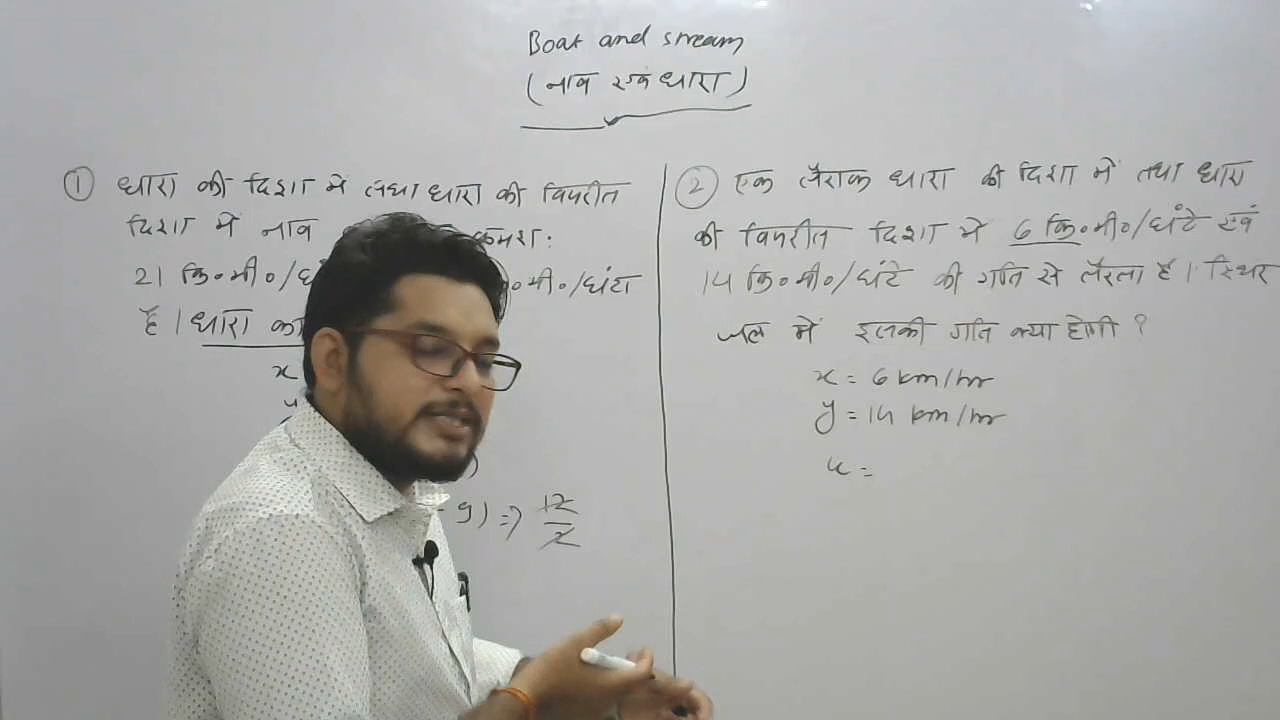 Boat and stream
(नाव एवं धारा)
① धारा की दिशा में तथा धारा की विपरीत
दिशा में नाव क्रमशः
21 कि०मी०/घं ०मी०/घंटा
है। धारा का
x
y
- 9) => 12/2
② एक तैराक धारा की दिशा में तथा धारा
की विपरीत दिशा में 6 कि०मी०/घंटे एवं
14 कि०मी०/घंटे की गति से तैरता है। स्थिर
जल में इसकी गति क्या होगी ?
x = 6 km/hr
y = 14 km/hr
u =